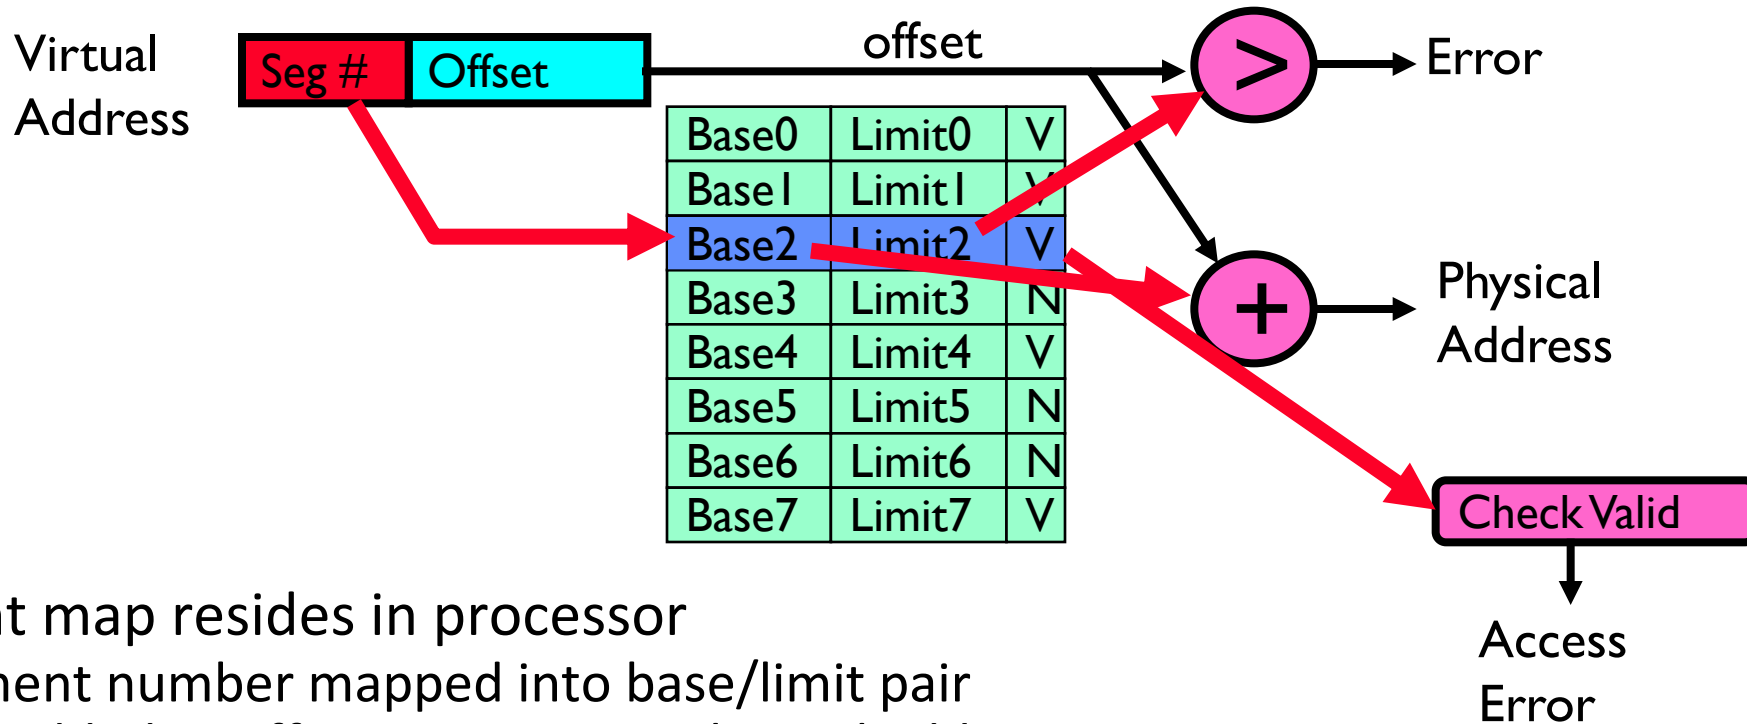 Virtual
Address
Seg #
Offset
offset
>
Error
Base0 Limit0 V
Base1 Limit1 V
Base2 Limit2 V
Base3 Limit3 N
Base4 Limit4 V
Base5 Limit5 N
Base6 Limit6 N
Base7 Limit7 V
+
Physical
Address
Check Valid
Access
Error
map resides in processor
number mapped into base/limit pair